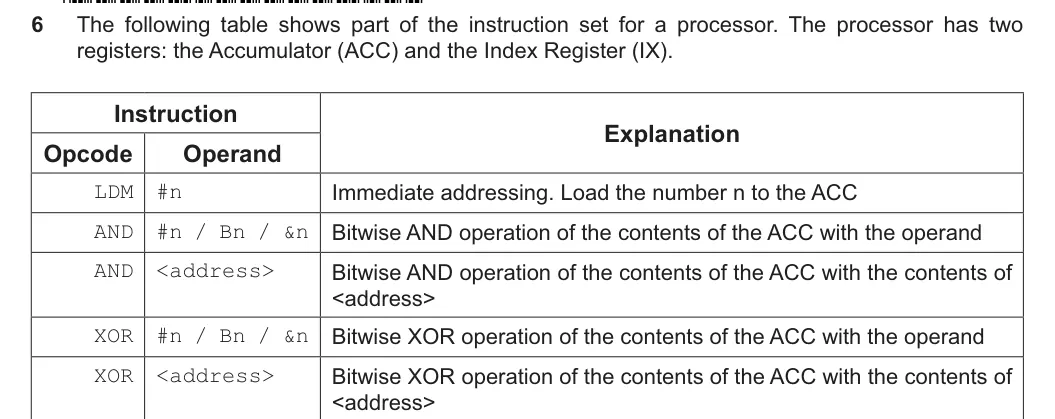 6 The following table shows part of the instruction set for a processor. The processor has two
registers: the Accumulator (ACC) and the Index Register (IX).
Instruction
Explanation
Opcode Operand
LDM #n Immediate addressing. Load the number n to the ACC
AND #n / Bn / &n Bitwise AND operation of the contents of the ACC with the operand
AND <address> Bitwise AND operation of the contents of the ACC with the contents of
<address>
XOR #n / Bn / &n Bitwise XOR operation of the contents of the ACC with the operand
XOR <address> Bitwise XOR operation of the contents of the ACC with the contents of
<address>